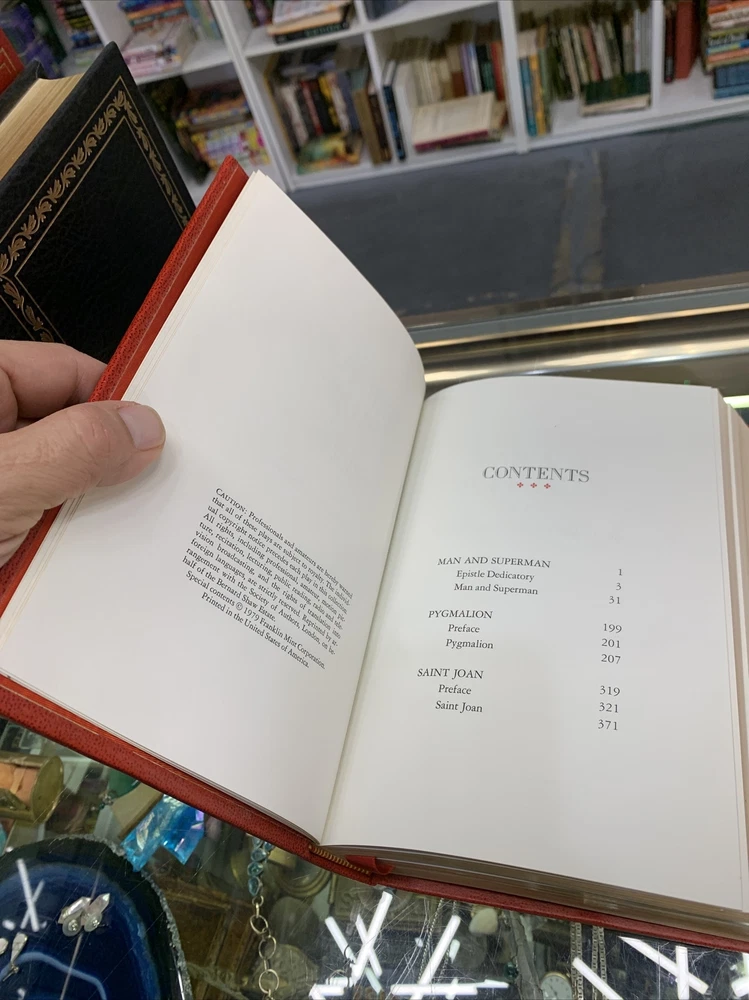 CAUTION: Professionals and amateurs are hereby warned
that all of these plays are subject to royalty. The individ-
ual copyright notice precedes each play in this collection.
All rights, including professional, amateur, motion pic-
ture, recitation, lecturing, public reading, radio and tele-
vision broadcasting, and the rights of translation into
foreign languages, are strictly reserved. Reprinted by ar-
rangement with the Society of Authors, London, on be-
half of the Bernard Shaw Estate.
Special contents © 1979 Franklin Mint Corporation.
Printed in the United States of America.
CONTENTS
MAN AND SUPERMAN 1
Epistle Dedicatory 3
Man and Superman 31
PYGMALION 199
Preface 201
Pygmalion 207
SAINT JOAN 319
Preface 321
Saint Joan 371